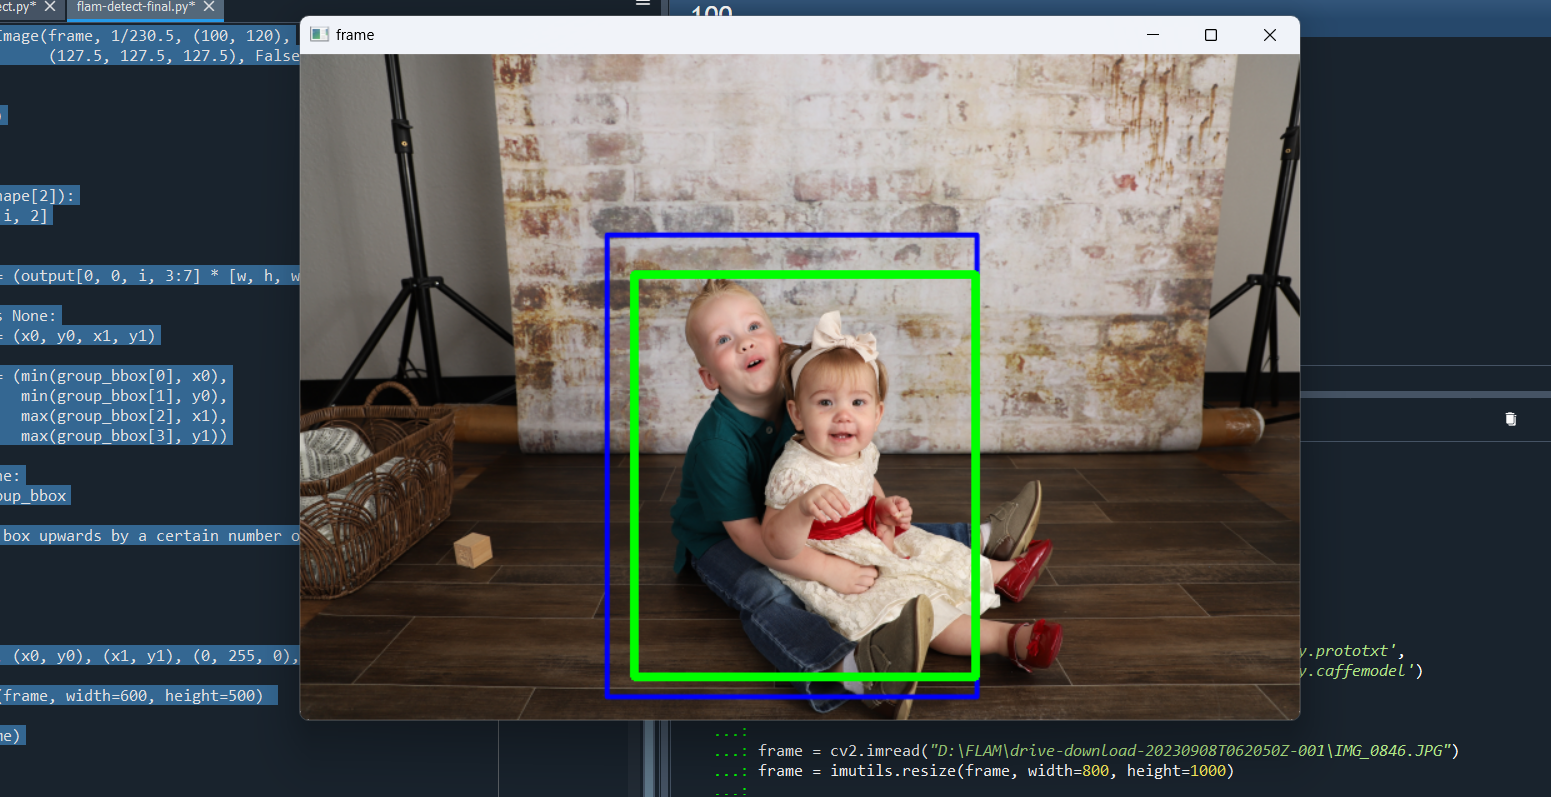 ect.py*
flam-detect-final.py*
100
frame
Image(frame, 1/230.5, (100, 120),
(127.5, 127.5, 127.5), False
hape[2]):
i, 2]
= (output[0, 0, i, 3:7] * [w, h, w
s None:
= (x0, y0, x1, y1)
= (min(group_bbox[0], x0),
min(group_bbox[1], y0),
max(group_bbox[2], x1),
max(group_bbox[3], y1))
ne:
oup_bbox
box upwards by a certain number o
(x0, y0), (x1, y1), (0, 255, 0),
(frame, width=600, height=500)
me)
y.prototxt',
y.caffemodel')
...:
...: frame = cv2.imread("D:\FLAM\drive-download-20230908T062050Z-001\IMG_0846.JPG")
...: frame = imutils.resize(frame, width=800, height=1000)
...: